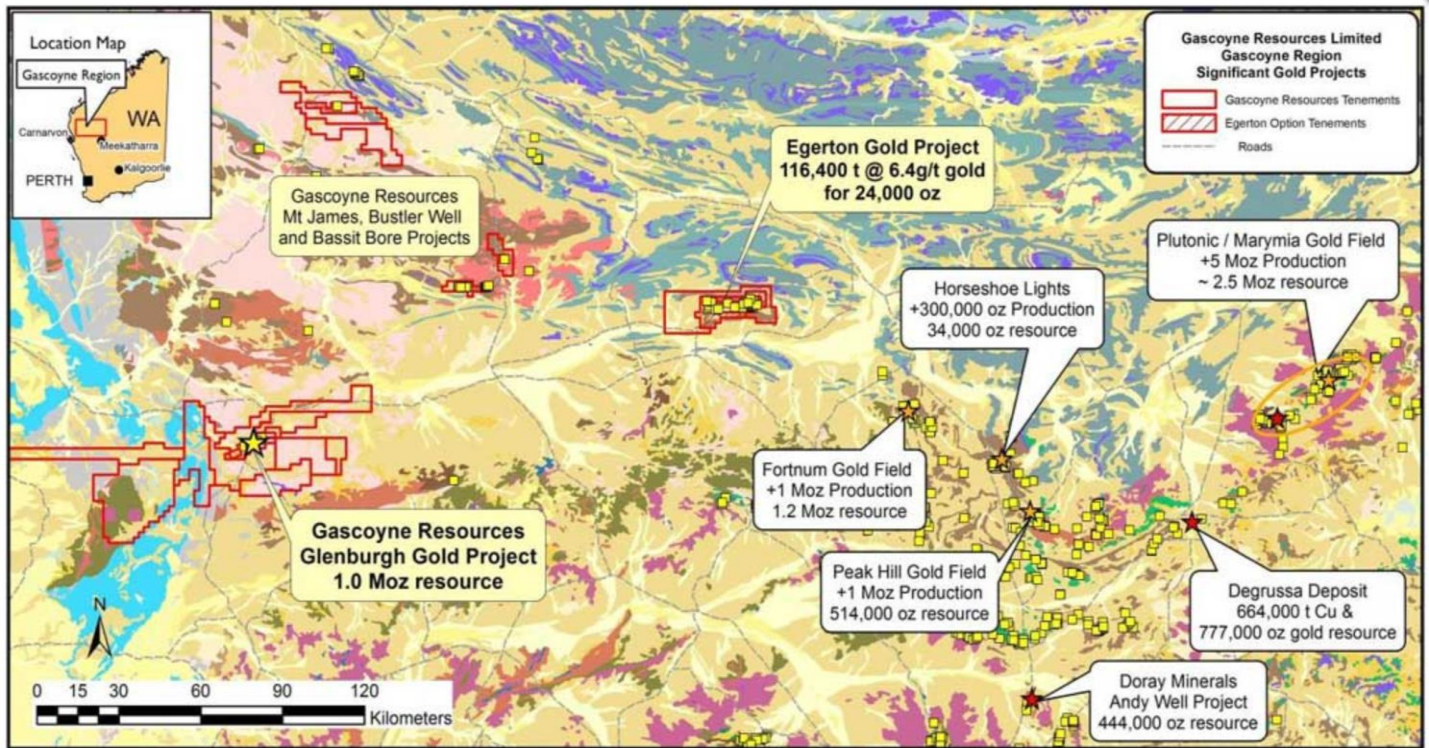 Location Map
Gascoyne Region
WA
Carnarvon
Meekatharra
Kalgoorlie
PERTH
Gascoyne Resources Limited
Gascoyne Region
Significant Gold Projects
Gascoyne Resources Tenements
Egerton Option Tenements
Roads
Egerton Gold Project
116,400 t @ 6.4g/t gold
for 24,000 oz
Gascoyne Resources
Mt James, Bustler Well
and Bassit Bore Projects
Plutonic / Marymia Gold Field
+5 Moz Production
~ 2.5 Moz resource
Horseshoe Lights
+300,000 oz Production
34,000 oz resource
Fortnum Gold Field
+1 Moz Production
1.2 Moz resource
Gascoyne Resources
Glenburgh Gold Project
1.0 Moz resource
Peak Hill Gold Field
+1 Moz Production
514,000 oz resource
Degrussa Deposit
664,000 t Cu &
777,000 oz gold resource
Doray Minerals
Andy Well Project
444,000 oz resource
N
0 15 30 60 90 120
Kilometers